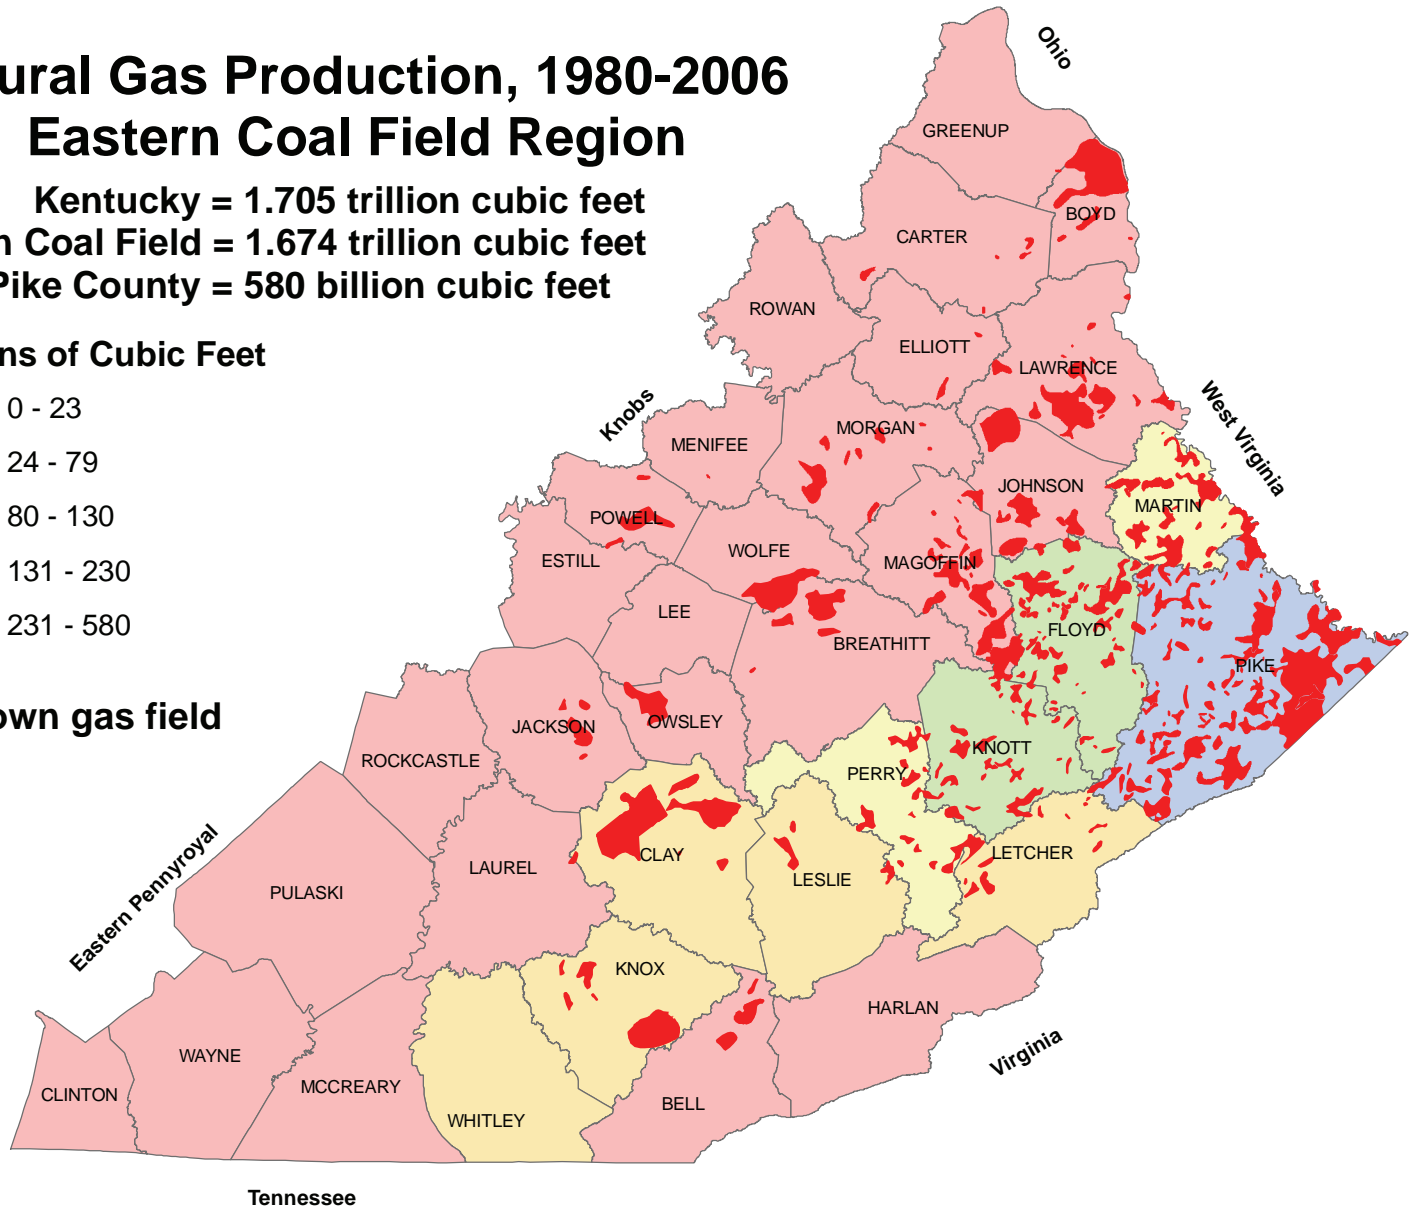 ural Gas Production, 1980-2006
Eastern Coal Field Region
Kentucky = 1.705 trillion cubic feet
n Coal Field = 1.674 trillion cubic feet
Pike County = 580 billion cubic feet
ns of Cubic Feet
0 - 23
24 - 79
80 - 130
131 - 230
231 - 580
own gas field
Ohio
GREENUP
BOYD
CARTER
ROWAN
ELLIOTT
LAWRENCE
Knobs
West Virginia
MENIFEE
MORGAN
JOHNSON
MARTIN
POWELL
ESTILL
WOLFE
MAGOFFIN
LEE
BREATHITT
FLOYD
PIKE
JACKSON
OWSLEY
ROCKCASTLE
PERRY
KNOTT
Eastern Pennyroyal
PULASKI
LAUREL
CLAY
LESLIE
LETCHER
KNOX
HARLAN
WAYNE
CLINTON
MCCREARY
WHITLEY
BELL
Virginia
Tennessee